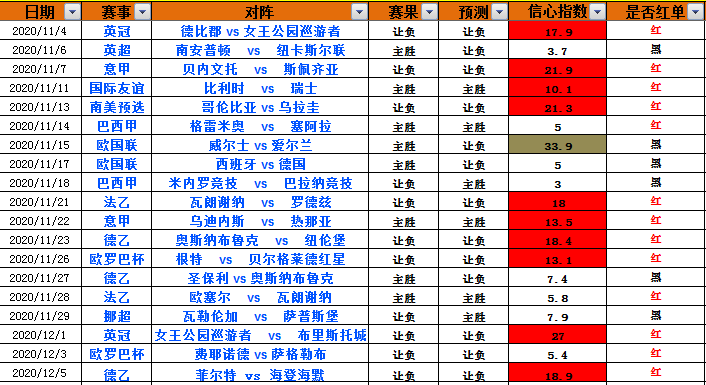 日期 赛事 对阵 赛果 预测 信心指数 是否红单
2020/11/4 英冠 德比郡 vs 女王公园巡游者 让负 让负 17.9 红
2020/11/6 英超 南安普顿 vs 纽卡斯尔联 主胜 让负 3.7 黑
2020/11/7 意甲 贝内文托 vs 斯佩齐亚 让负 让负 21.9 红
2020/11/11 国际友谊 比利时 vs 瑞士 主胜 主胜 10.1 红
2020/11/13 南美预选 哥伦比亚 vs 乌拉圭 让负 让负 21.3 红
2020/11/14 巴西甲 格雷米奥 vs 塞阿拉 主胜 主胜 5 红
2020/11/15 欧国联 威尔士 vs 爱尔兰 主胜 让负 33.9 黑
2020/11/17 欧国联 西班牙 vs 德国 主胜 让负 5 黑
2020/11/18 巴西甲 米内罗竞技 vs 巴拉纳竞技 让负 主胜 3 黑
2020/11/21 法乙 瓦朗谢纳 vs 罗德兹 让负 让负 18 红
2020/11/22 意甲 乌迪内斯 vs 热那亚 主胜 主胜 13.5 红
2020/11/23 德乙 奥斯纳布鲁克 vs 纽伦堡 让负 让负 18.4 红
2020/11/26 欧罗巴杯 根特 vs 贝尔格莱德红星 让负 让负 13.1 红
2020/11/27 德乙 圣保利 vs 奥斯纳布鲁克 主胜 让负 7.4 黑
2020/11/28 法乙 欧塞尔 vs 瓦朗谢纳 主胜 主胜 5.8 红
2020/11/29 挪超 瓦勒伦加 vs 萨普斯堡 主胜 让负 7.9 黑
2020/12/1 英冠 女王公园巡游者 vs 布里斯托城 让负 让负 27 红
2020/12/3 欧罗巴杯 费耶诺德 vs 萨格勒布 让负 让负 5.4 红
2020/12/5 德乙 菲尔特 vs 海登海默 让负 让负 18.9 红